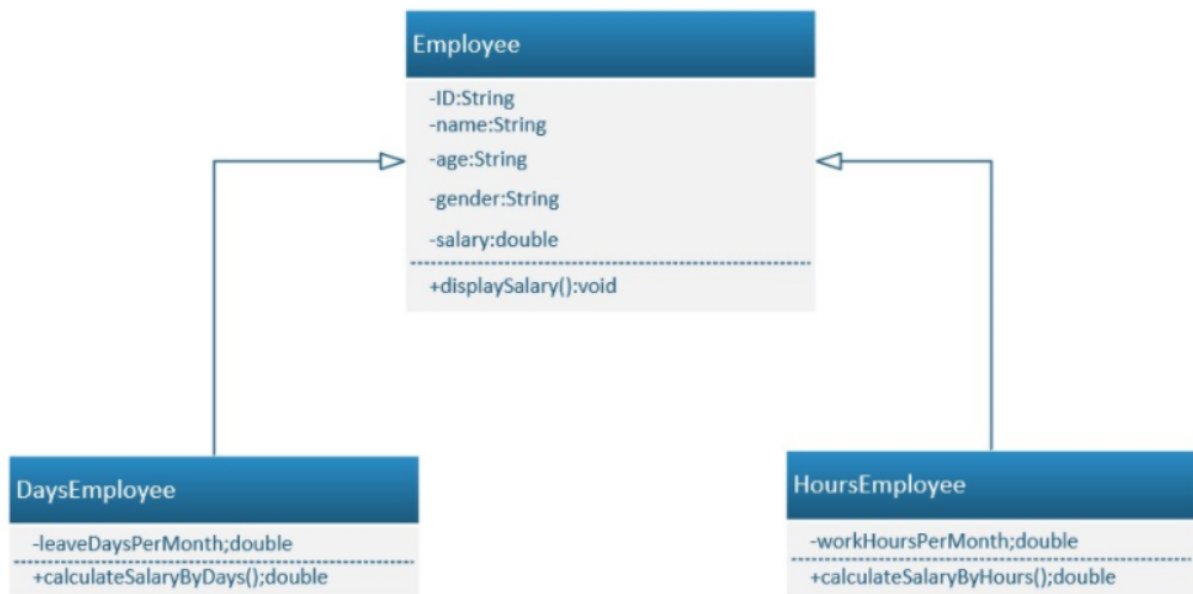 Employee
-ID:String
-name:String
-age:String
-gender:String
-salary:double
+displaySalary():void
DaysEmployee
-leaveDaysPerMonth;double
+calculateSalaryByDays();double
HoursEmployee
-workHoursPerMonth;double
+calculateSalaryByHours();double